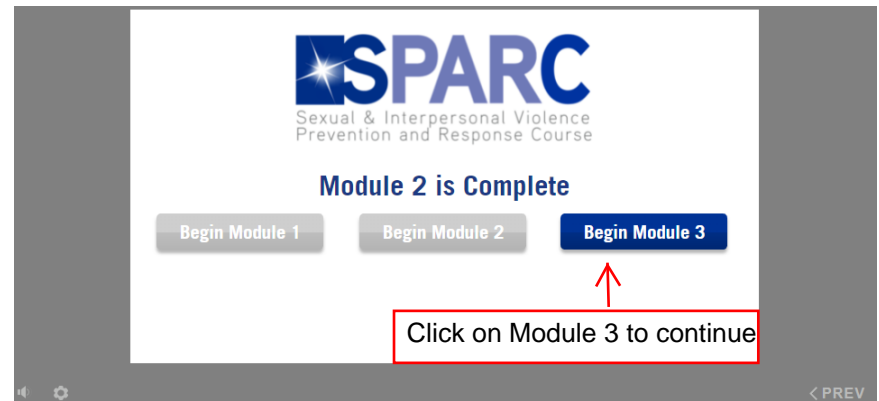 SPARC
Sexual & Interpersonal Violence
Prevention and Response Course
Module 2 is Complete
Begin Module 1
Begin Module 2
Begin Module 3
Click on Module 3 to continue
< PREV